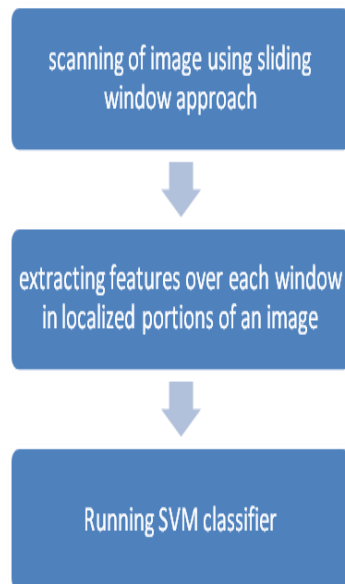 scanning of image using sliding
window approach
extracting features over each window
in localized portions of an image
Running SVM classifier